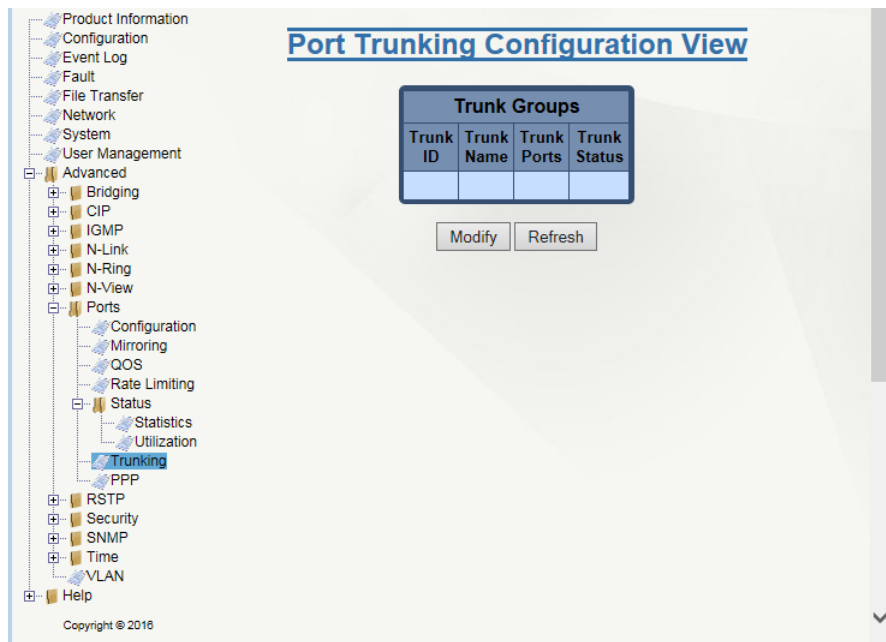 Product Information
Configuration
Event Log
Fault
File Transfer
Network
System
User Management
Advanced
Bridging
CIP
IGMP
N-Link
N-Ring
N-View
Ports
Configuration
Mirroring
QOS
Rate Limiting
Status
Statistics
Utilization
Trunking
PPP
RSTP
Security
SNMP
Time
VLAN
Help
Copyright © 2016
Port Trunking Configuration View
Trunk Groups
Trunk ID
Trunk Name
Trunk Ports
Trunk Status
Modify
Refresh